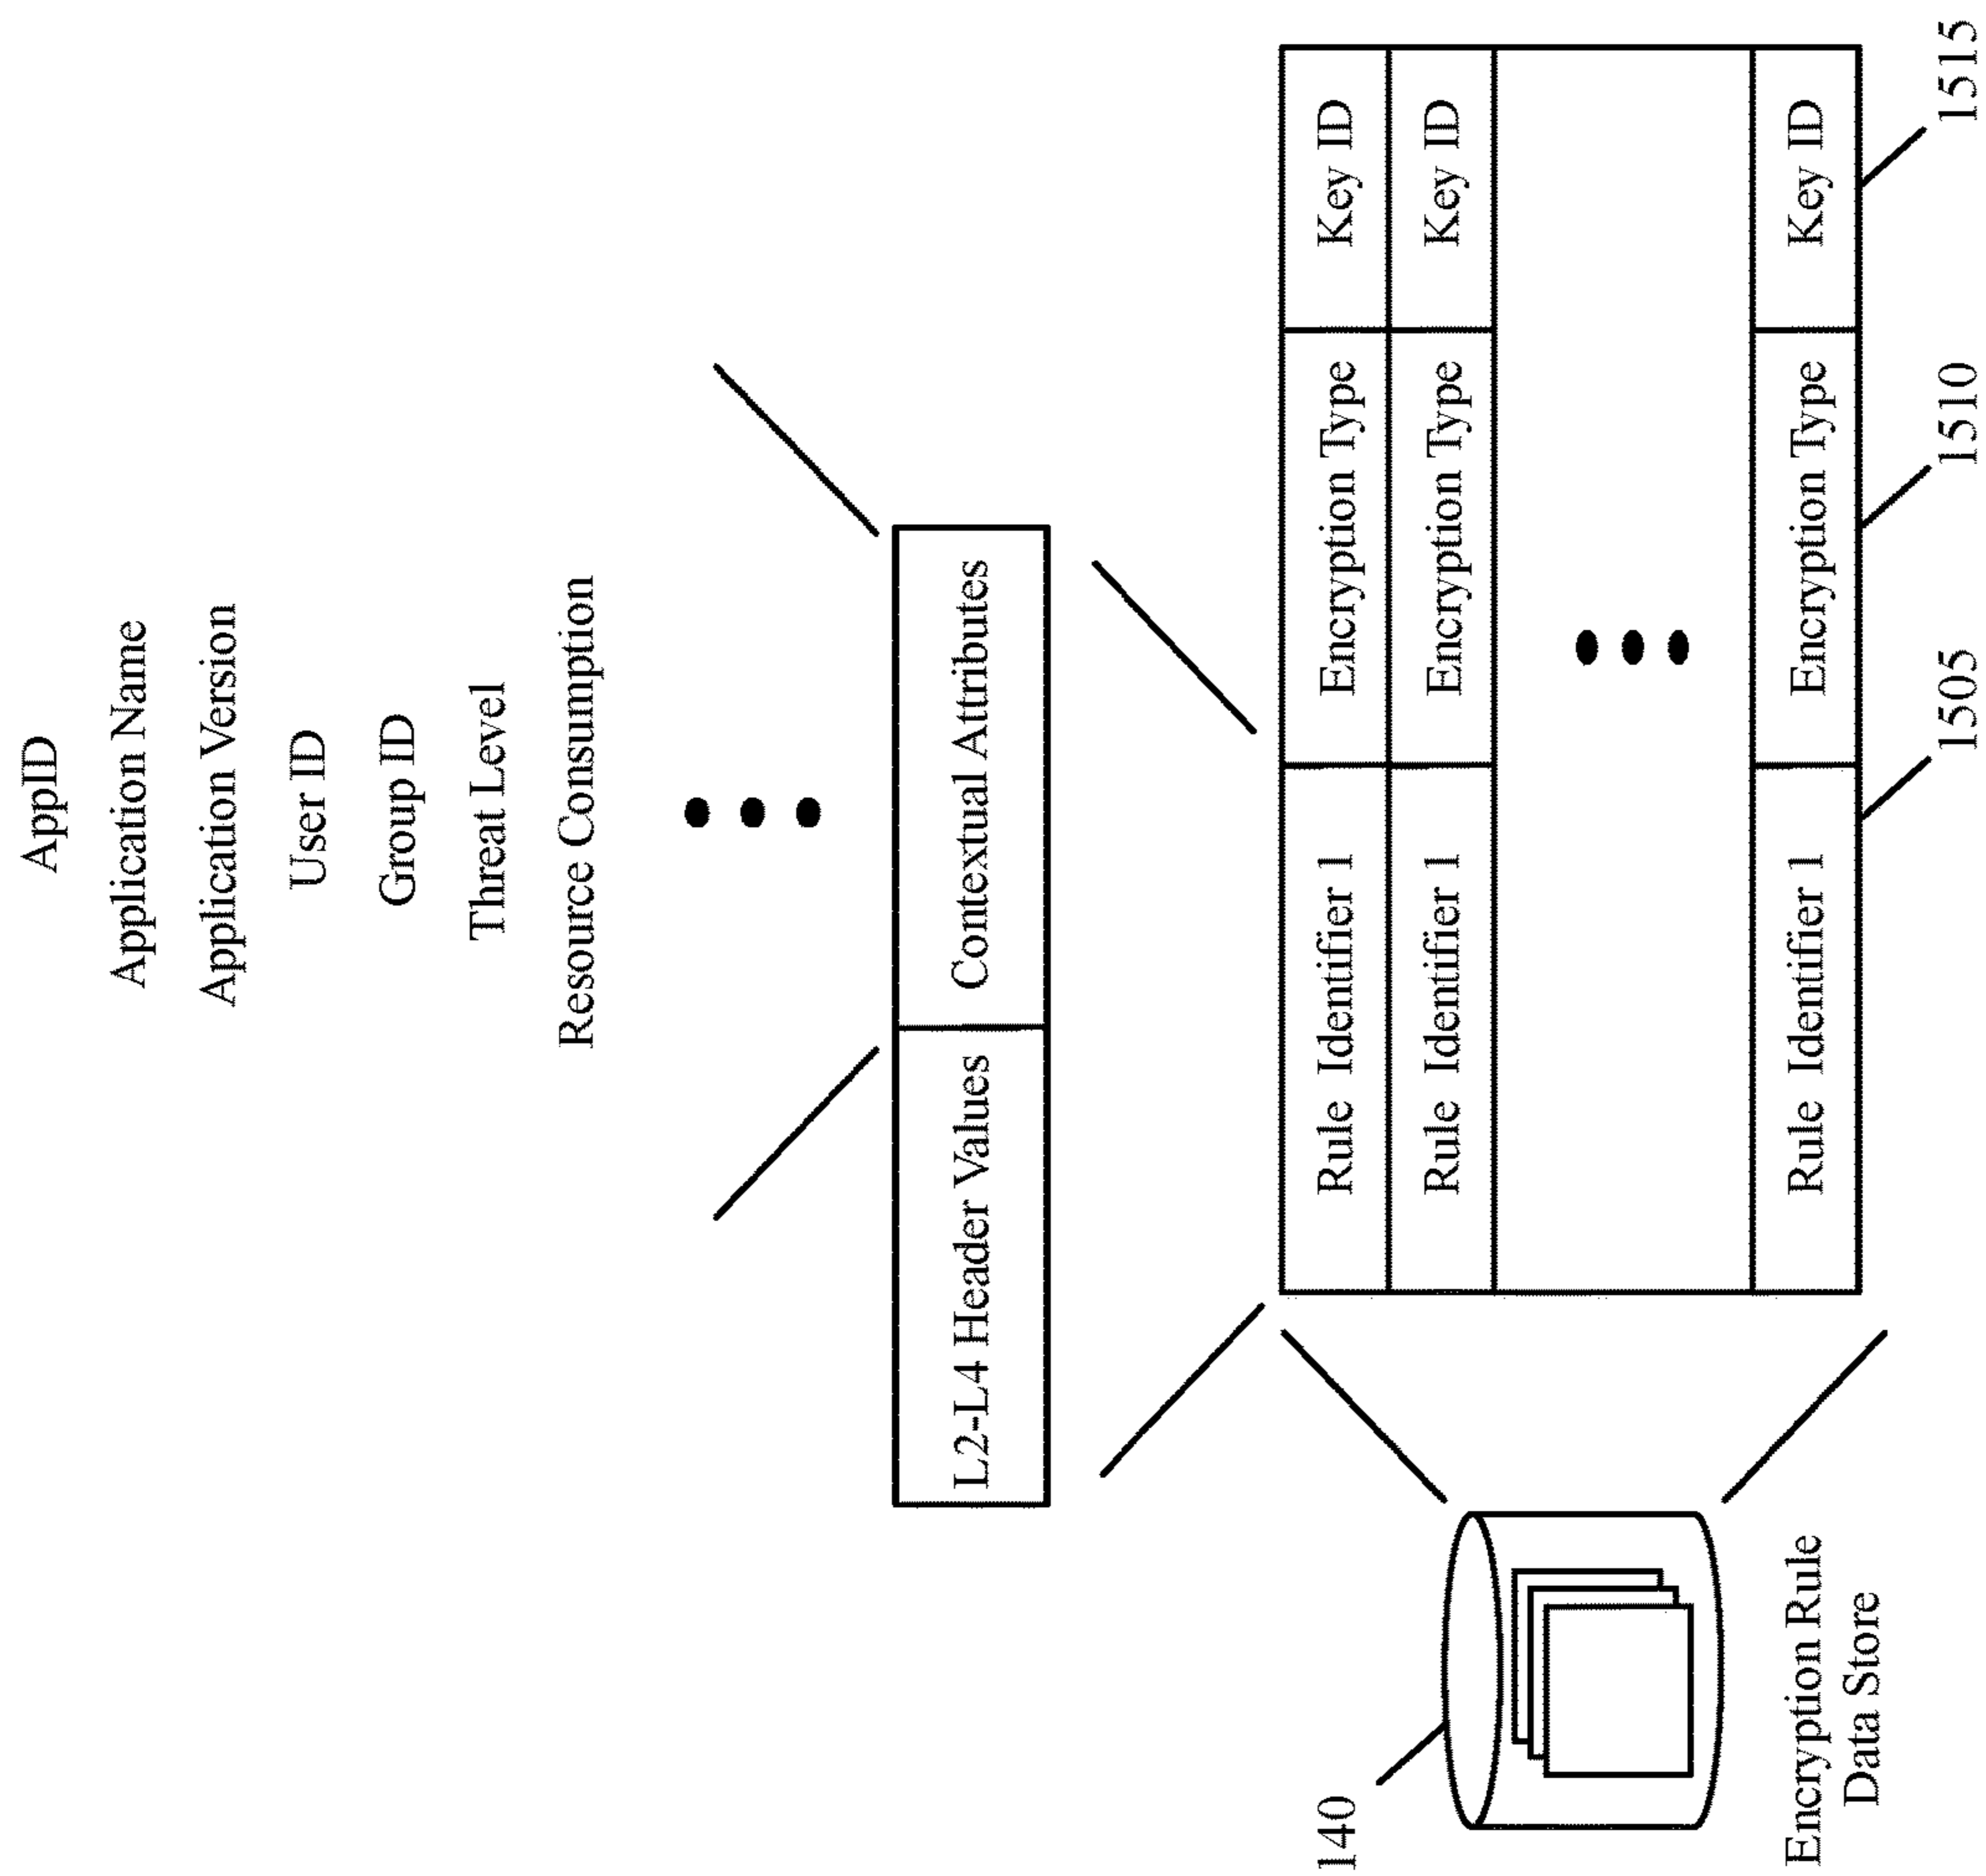 AppID
Application Name
Application Version
User ID
Group ID
Threat Level
Resource Consumption
L2-L4 Header Values
Contextual Attributes
Rule Identifier 1
Encryption Type
Key ID
Rule Identifier 1
Encryption Type
Key ID
Rule Identifier 1
Encryption Type
Key ID
140
Encryption Rule
Data Store
1505
1510
1515